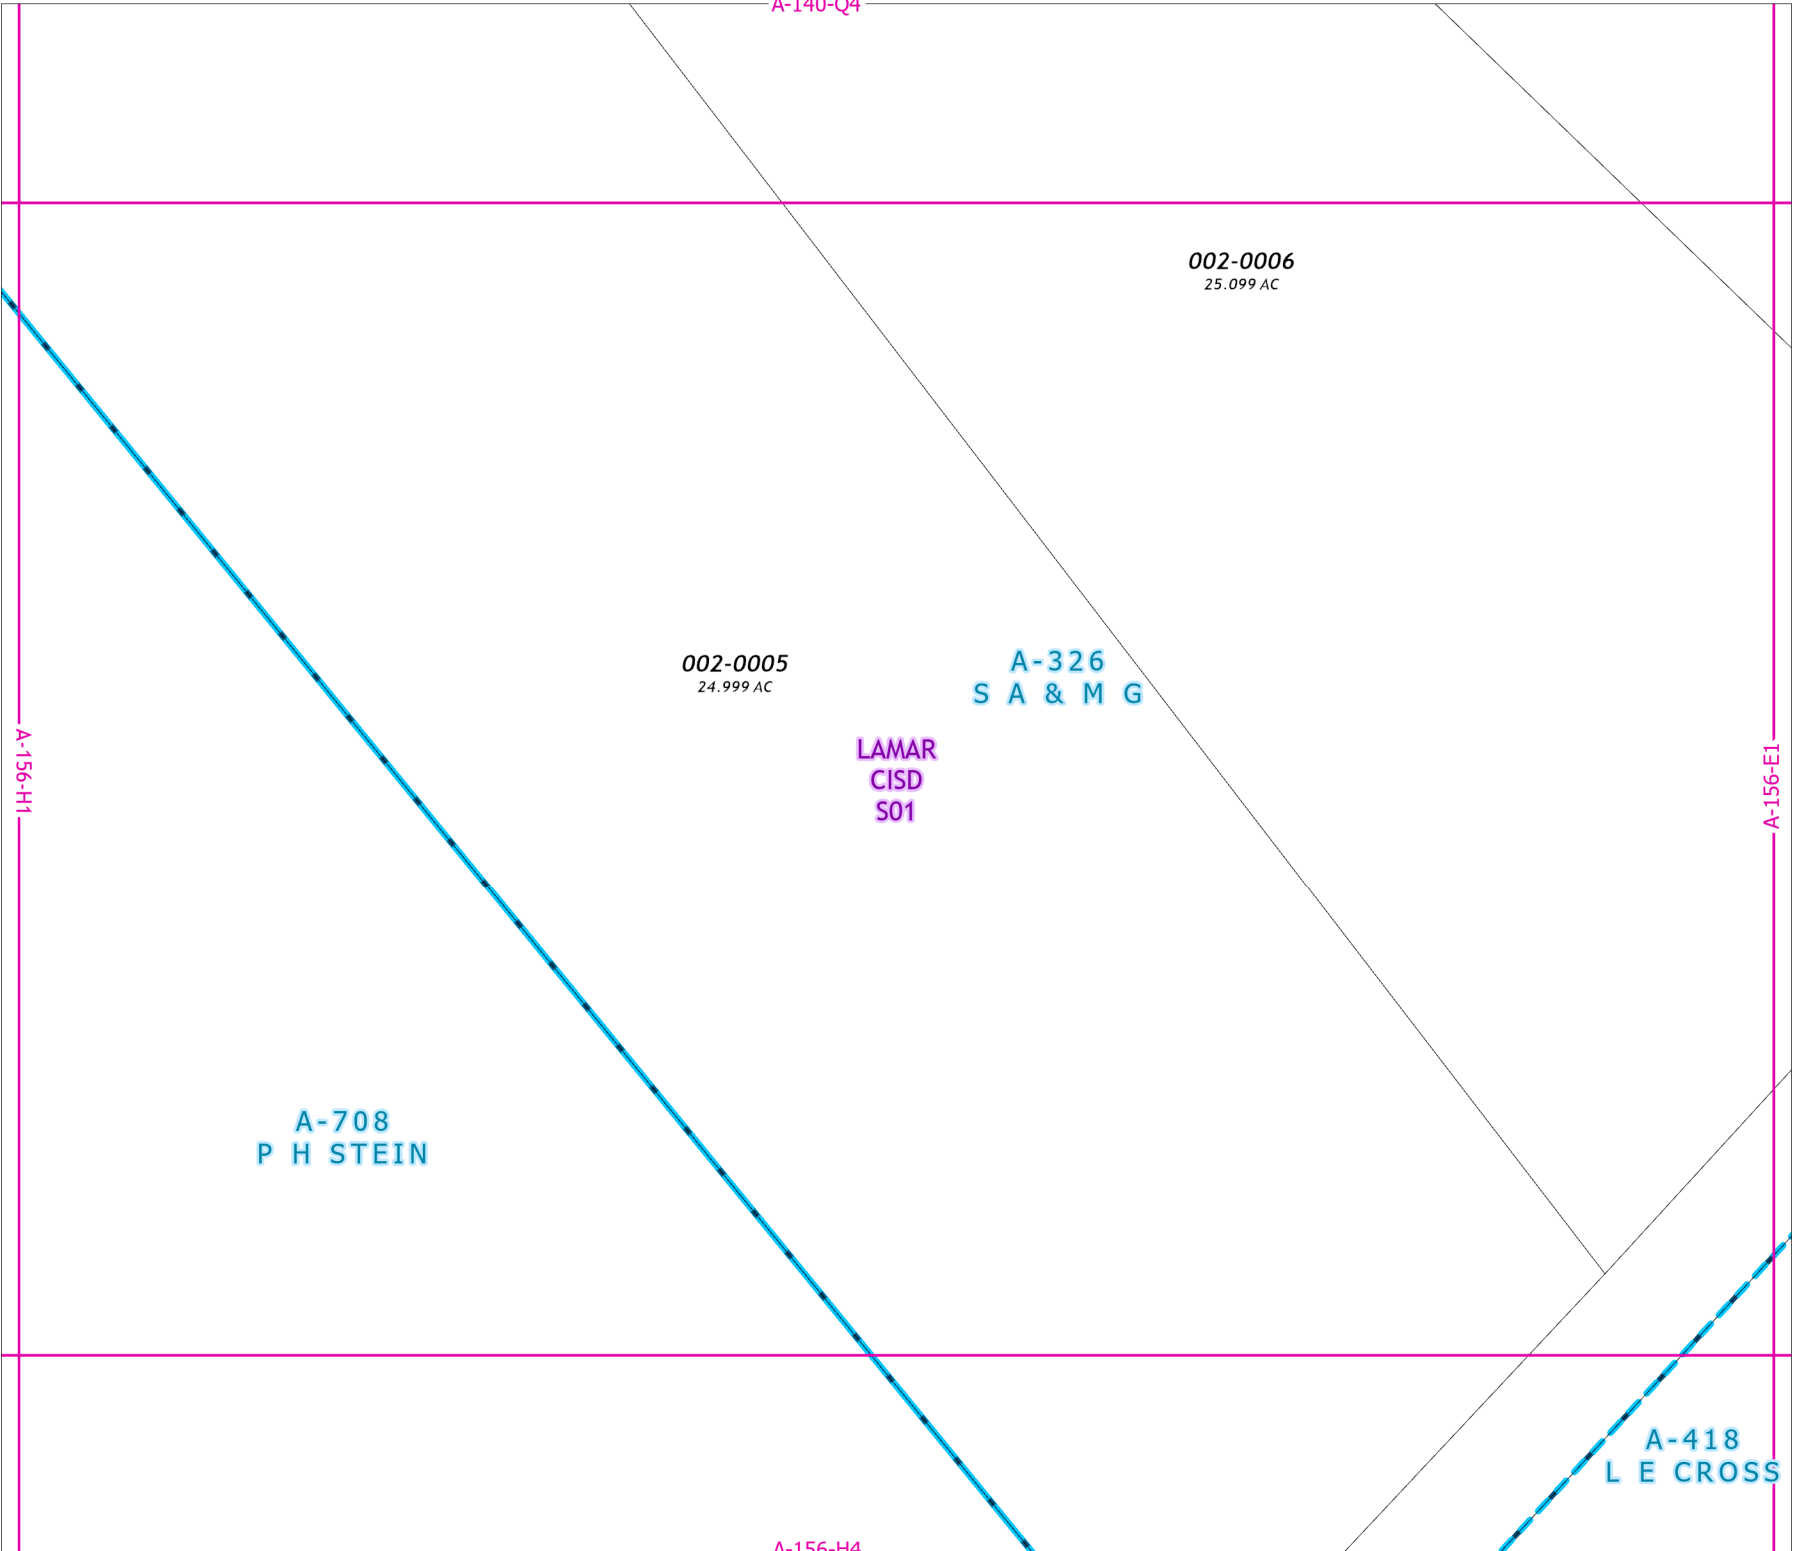 A-140-Q4
002-0006
25.099 AC
002-0005
24.999 AC
A-326
S A & M G
LAMAR
CISD
S01
A-156-H1
A-156-E1
A-708
P H STEIN
A-418
L E CROSS
A-156-H4